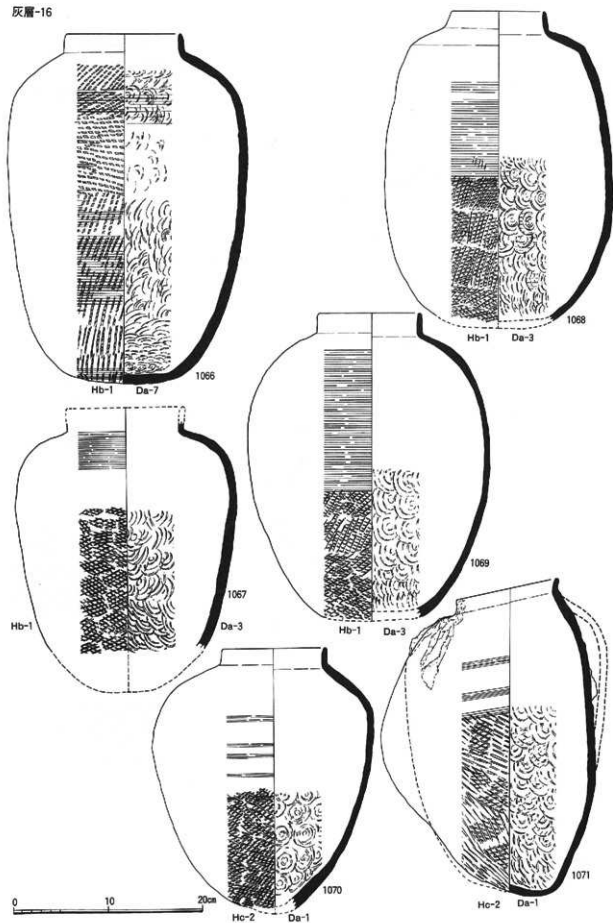 灰層-16
1066
Hb-1 Da-7
1068
Hb-1 Da-3
1067
Hb-1 Da-3
1069
Hb-1 Da-3
1070
Hc-2 Da-1
1071
Hc-2 Da-1
0 10 20cm